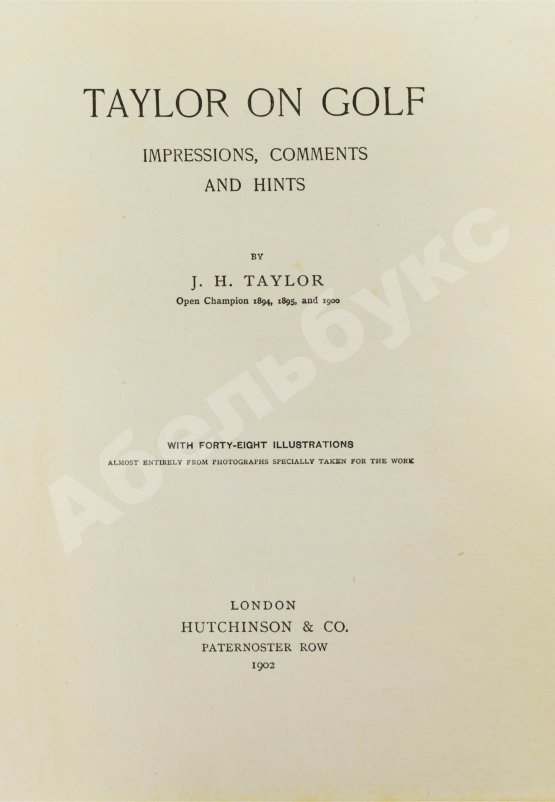 TAYLOR ON GOLF
IMPRESSIONS, COMMENTS
AND HINTS
BY
J. H. TAYLOR
Open Champion 1894, 1895, and 1900
WITH FORTY-EIGHT ILLUSTRATIONS
ALMOST ENTIRELY FROM PHOTOGRAPHS SPECIALLY TAKEN FOR THE WORK
LONDON
HUTCHINSON & CO.
PATERNOSTER ROW
1902
Абельбукс